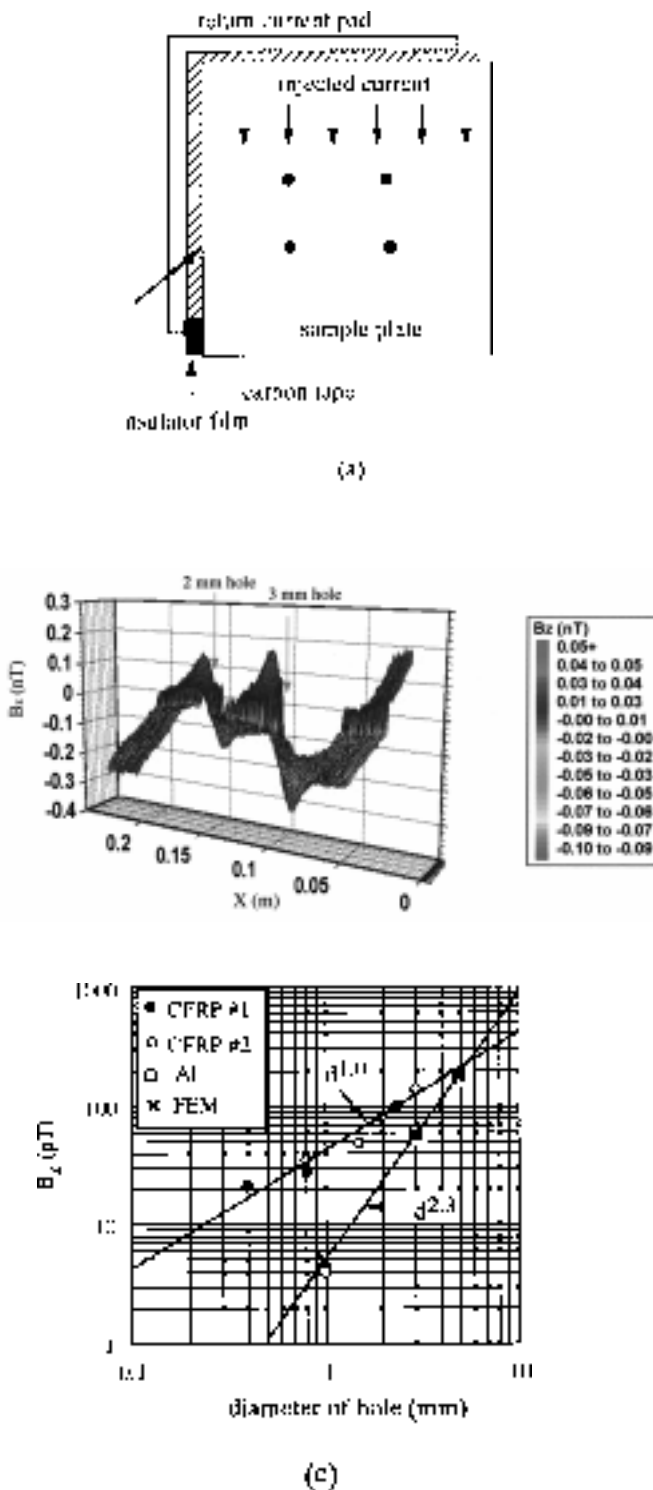 return current pad
injected current
sample plate
carbon tape
film
(a)
2 mm hole
3 mm hole
0.3
0.2
0.1
0
-0.1
-0.2
-0.3
-0.4
Bz (nT)
0.2
0.15
0.1
0.05
0
X (m)
Bz (nT)
0.05+
0.04 to 0.05
0.03 to 0.04
0.01 to 0.03
-0.00 to 0.01
-0.02 to -0.00
-0.03 to -0.02
-0.05 to -0.03
-0.06 to -0.05
-0.07 to -0.06
-0.09 to -0.07
-0.10 to -0.09
CFRP #1
CFRP #2
Al
FEM
100
10
1
Bz (pT)
1
10
diameter of hole (mm)
(c)